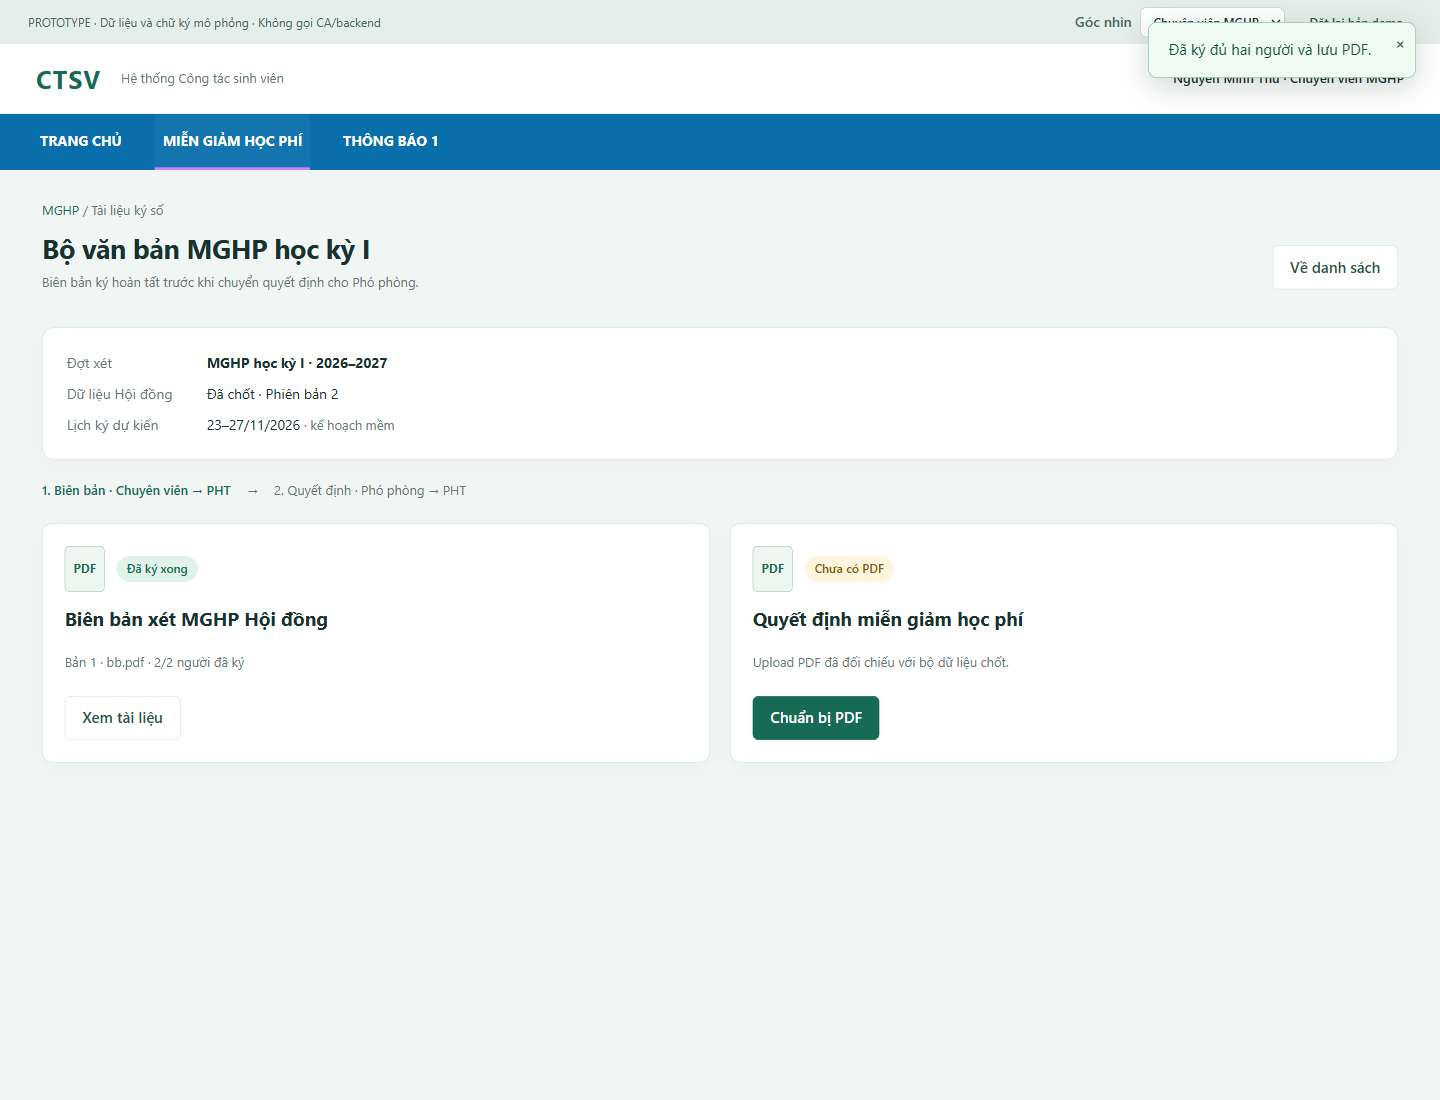 PROTOTYPE · Dữ liệu và chữ ký mô phỏng · Không gọi CA/backend
Góc nhìn
Đã ký đủ hai người và lưu PDF.
×
CTSV
Hệ thống Công tác sinh viên
Nguyễn Minh Thu · Chuyên viên MGHP
TRANG CHỦ
MIỄN GIẢM HỌC PHÍ
THÔNG BÁO 1
MGHP / Tài liệu ký số
Bộ văn bản MGHP học kỳ I
Biên bản ký hoàn tất trước khi chuyển quyết định cho Phó phòng.
Về danh sách
Đợt xét MGHP học kỳ I · 2026–2027
Dữ liệu Hội đồng Đã chốt · Phiên bản 2
Lịch ký dự kiến 23–27/11/2026 · kế hoạch mềm
1. Biên bản · Chuyên viên → PHT → 2. Quyết định · Phó phòng → PHT
PDF
Đã ký xong
Biên bản xét MGHP Hội đồng
Bản 1 · bb.pdf · 2/2 người đã ký
Xem tài liệu
PDF
Chưa có PDF
Quyết định miễn giảm học phí
Upload PDF đã đối chiếu với bộ dữ liệu chốt.
Chuẩn bị PDF